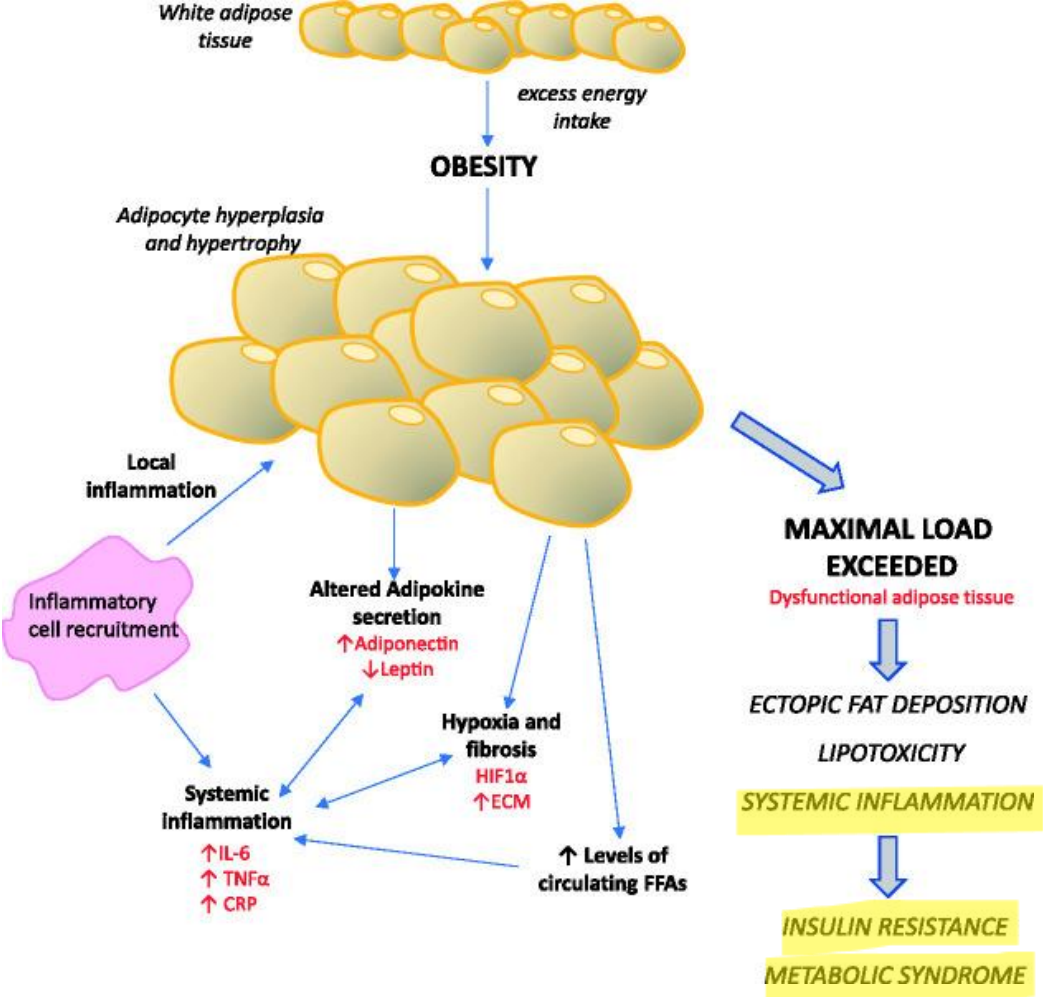 White adipose
tissue
excess energy
intake
OBESITY
Adipocyte hyperplasia
and hypertrophy
Local
inflammation
Inflammatory
cell recruitment
Altered Adipokine
secretion
↑Adiponectin
↓Leptin
Hypoxia and
fibrosis
HIF1α
↑ECM
Systemic
inflammation
↑IL-6
↑ TNFα
↑ CRP
↑ Levels of
circulating FFAs
MAXIMAL LOAD
EXCEEDED
Dysfunctional adipose tissue
ECTOPIC FAT DEPOSITION
LIPOTOXICITY
SYSTEMIC INFLAMMATION
INSULIN RESISTANCE
METABOLIC SYNDROME